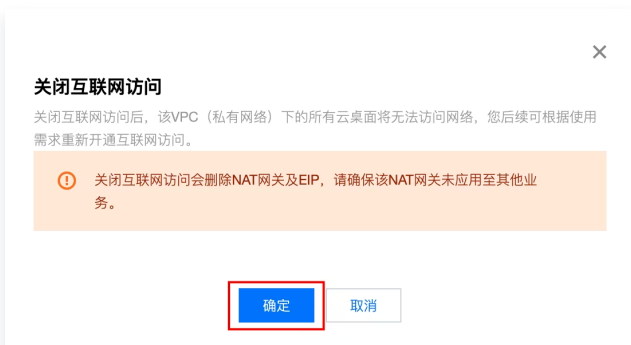 关闭互联网访问
关闭互联网访问后，该VPC（私有网络）下的所有云桌面将无法访问网络，您后续可根据使用
需求重新开通互联网访问。
关闭互联网访问会删除NAT网关及EIP，请确保该NAT网关未应用至其他业
务。
确定 取消